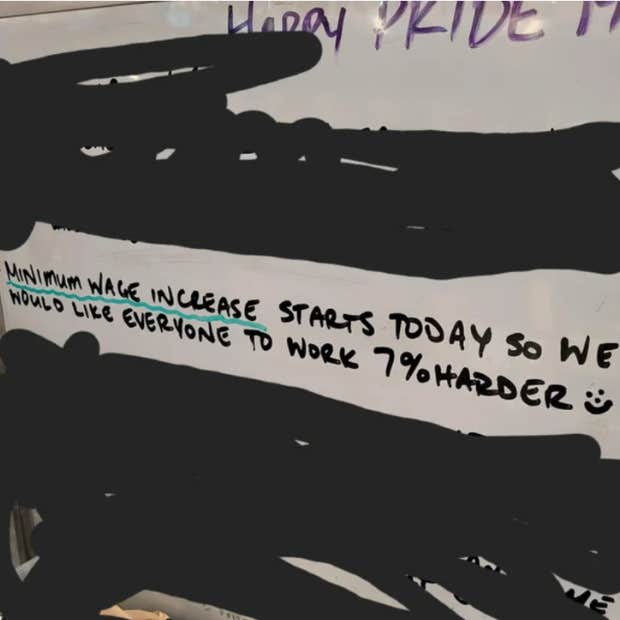 Happy PRIDE
MINIMUM WAGE INCREASE STARTS TODAY SO WE
WOULD LIKE EVERYONE TO WORK 7% HARDER